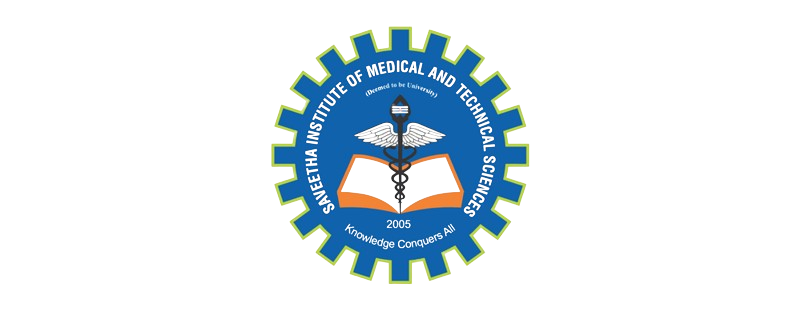 SAVEETHA INSTITUTE OF MEDICAL AND TECHNICAL SCIENCES
(Deemed to be University)
2005
Knowledge Conquers All